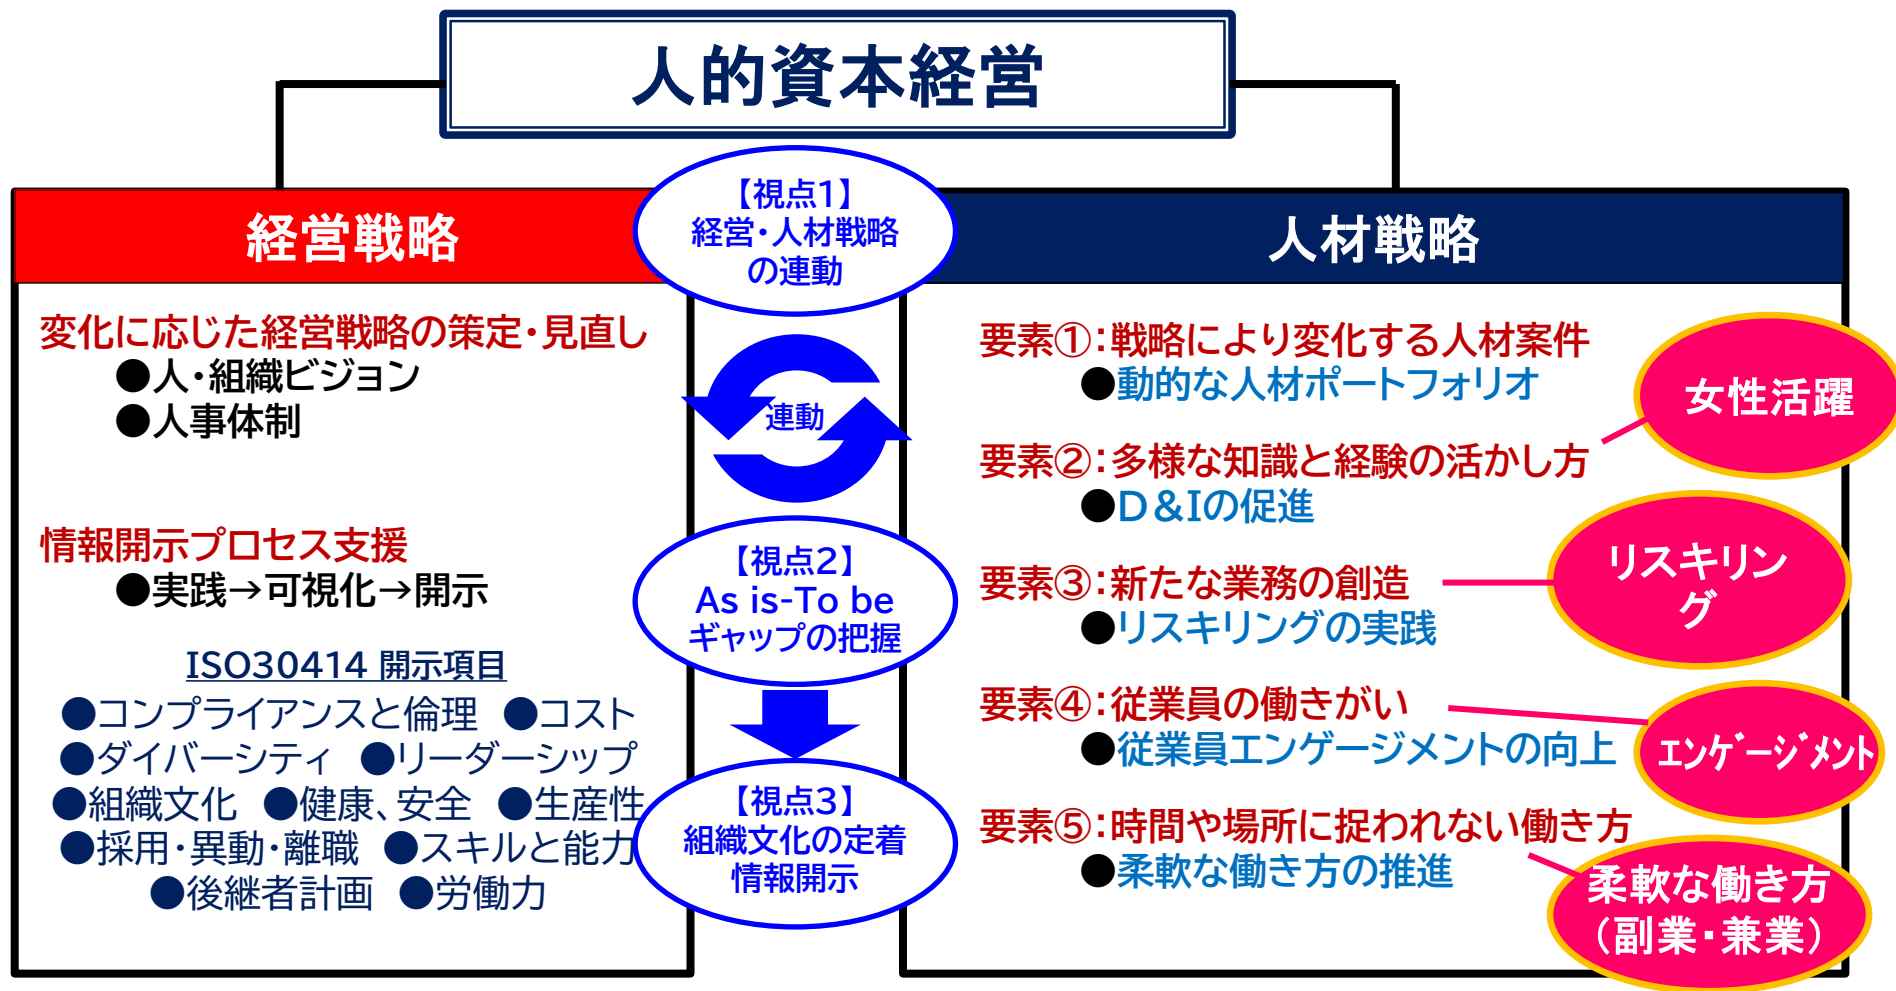 人的資本経営
経営戦略
変化に応じた経営戦略の策定・見直し
●人・組織ビジョン
●人事体制
情報開示プロセス支援
●実践→可視化→開示
ISO30414 開示項目
●コンプライアンスと倫理 ●コスト
●ダイバーシティ ●リーダーシップ
●組織文化 ●健康、安全 ●生産性
●採用・異動・離職 ●スキルと能力
●後継者計画 ●労働力
【視点1】
経営・人材戦略
の連動
連動
【視点2】
As is-To be
ギャップの把握
【視点3】
組織文化の定着
情報開示
人材戦略
要素①：戦略により変化する人材案件
●動的な人材ポートフォリオ
要素②：多様な知識と経験の活かし方
●D＆Iの促進
要素③：新たな業務の創造
●リスキリングの実践
要素④：従業員の働きがい
●従業員エンゲージメントの向上
要素⑤：時間や場所に捉われない働き方
●柔軟な働き方の推進
女性活躍
リスキリン
グ
ｴﾝｹﾞｰｼﾞﾒﾝﾄ
柔軟な働き方
（副業・兼業）